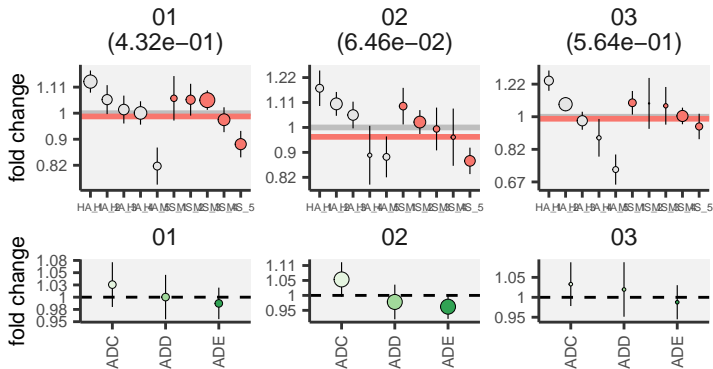 01
(4.32e−01)
02
(6.46e−02)
03
(5.64e−01)
fold change
1.11
1
0.9
0.82
1.22
1.11
1
0.9
0.82
1.22
1
0.82
0.67
01
02
03
fold change
1.08
1.05
1.03
1
0.98
0.95
1.11
1.05
1
0.95
1.05
1
0.95
ADC
ADD
ADE
ADC
ADD
ADE
ADC
ADD
ADE